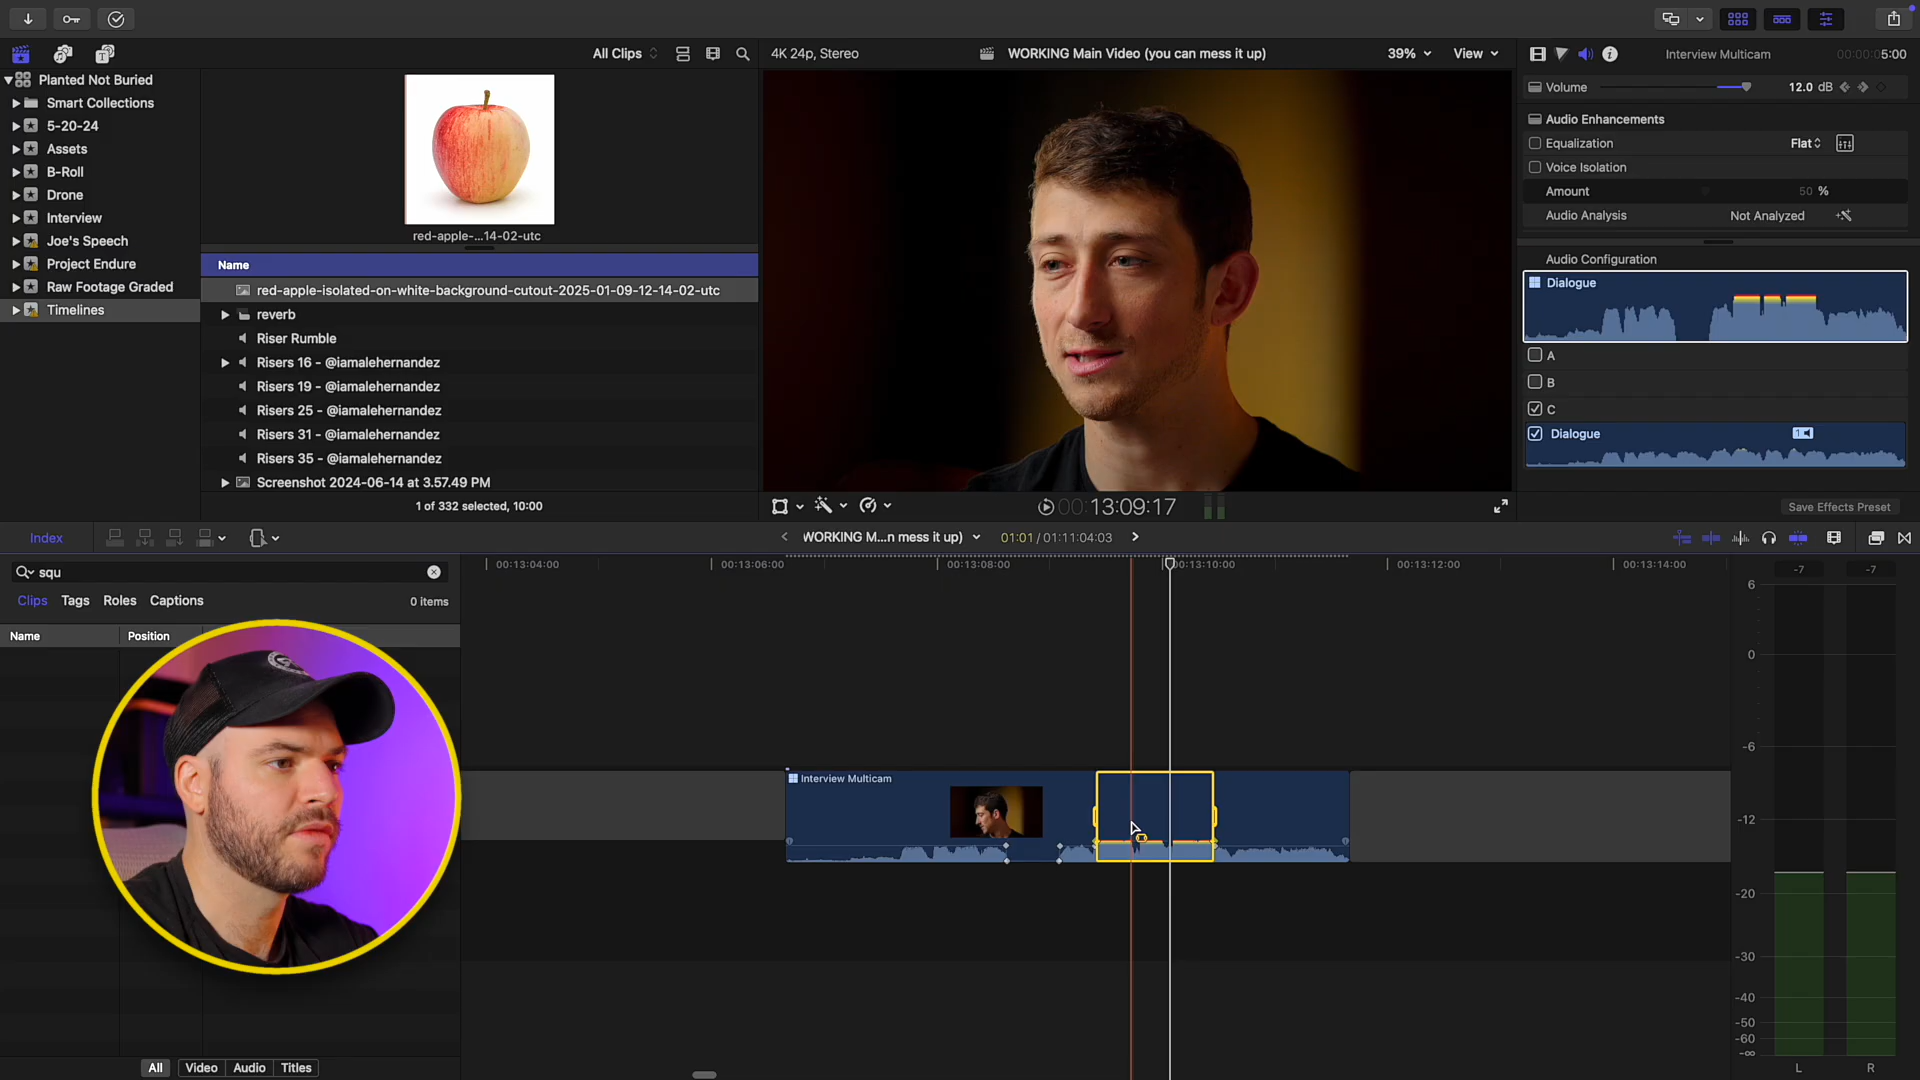 All Clips
4K 24p, Stereo
WORKING Main Video (you can mess it up)
39%
View
Interview Multicam
00:00:05:00
Planted Not Buried
Smart Collections
5-20-24
Assets
B-Roll
Drone
Interview
Joe's Speech
Project Endure
Raw Footage Graded
Timelines
red-apple-...14-02-utc
Name
red-apple-isolated-on-white-background-cutout-2025-01-09-12-14-02-utc
reverb
Riser Rumble
Risers 16 - @iamalehernandez
Risers 19 - @iamalehernandez
Risers 25 - @iamalehernandez
Risers 31 - @iamalehernandez
Risers 35 - @iamalehernandez
Screenshot 2024-06-14 at 3.57.49 PM
1 of 332 selected, 10:00
00:13:09:17
Volume
12.0 dB
Audio Enhancements
Equalization
Flat
Voice Isolation
Amount
50 %
Audio Analysis
Not Analyzed
Audio Configuration
Dialogue
A
B
C
Dialogue
1
Save Effects Preset
Index
WORKING M...n mess it up)
01:01 / 01:11:04:03
squ
Clips
Tags
Roles
Captions
0 items
Name
Position
00:13:04:00
00:13:06:00
00:13:08:00
00:13:10:00
00:13:12:00
00:13:14:00
Interview Multicam
-7
-7
6
0
-6
-12
-20
-30
-40
-50
-60
-∞
L
R
All
Video
Audio
Titles